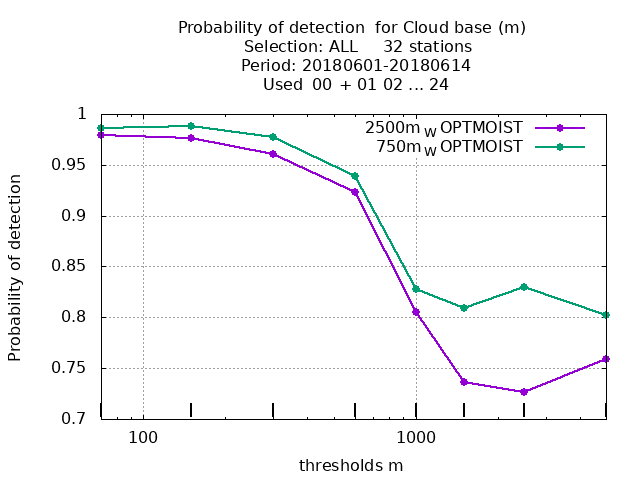 Probability of detection  for Cloud base (m)
Selection: ALL     32 stations
Period: 20180601-20180614
Used  00  + 01 02 ... 24
2500m W OPTMOIST
750m W OPTMOIST
1
0.95
0.9
0.85
0.8
0.75
0.7
Probability of detection
100
1000
thresholds m